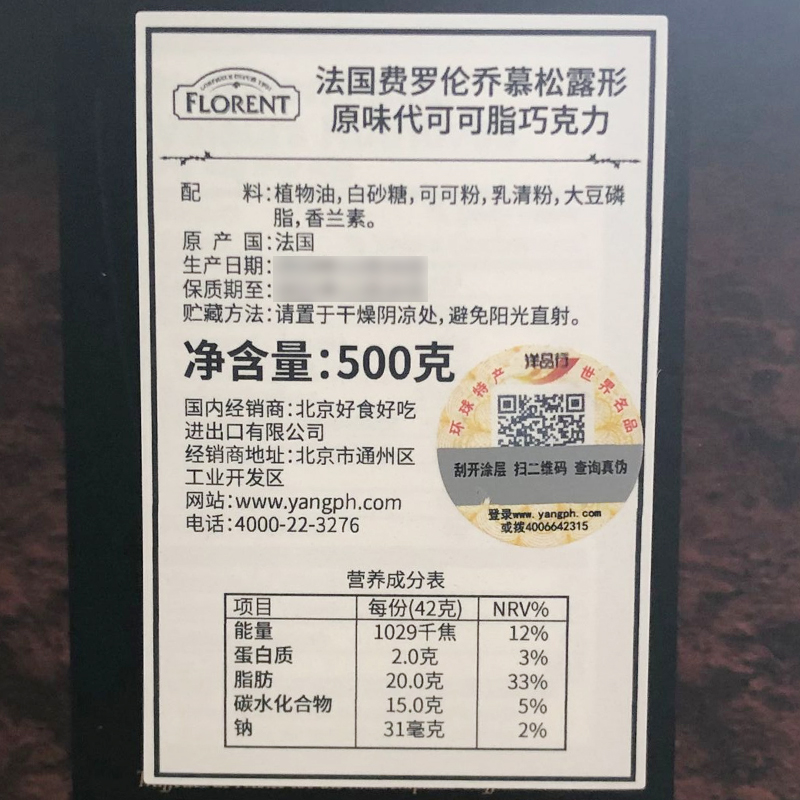 FLORENT
法国费罗伦乔慕松露形
原味代可可脂巧克力
配 料:植物油,白砂糖,可可粉,乳清粉,大豆磷
脂,香兰素。
原 产 国:法国
生产日期:
保质期至:
贮藏方法:请置于干燥阴凉处,避免阳光直射。
净含量:500克
国内经销商:北京好食好吃
进出口有限公司
经销商地址:北京市通州区
工业开发区
网站:www.yangph.com
电话:4000-22-3276
洋品行
环球特产 世界名品
刮开涂层 扫二维码 查询真伪
登录www.yangph.com
或拨4006642315
营养成分表
项目 每份(42克) NRV%
能量 1029千焦 12%
蛋白质 2.0克 3%
脂肪 20.0克 33%
碳水化合物 15.0克 5%
钠 31毫克 2%